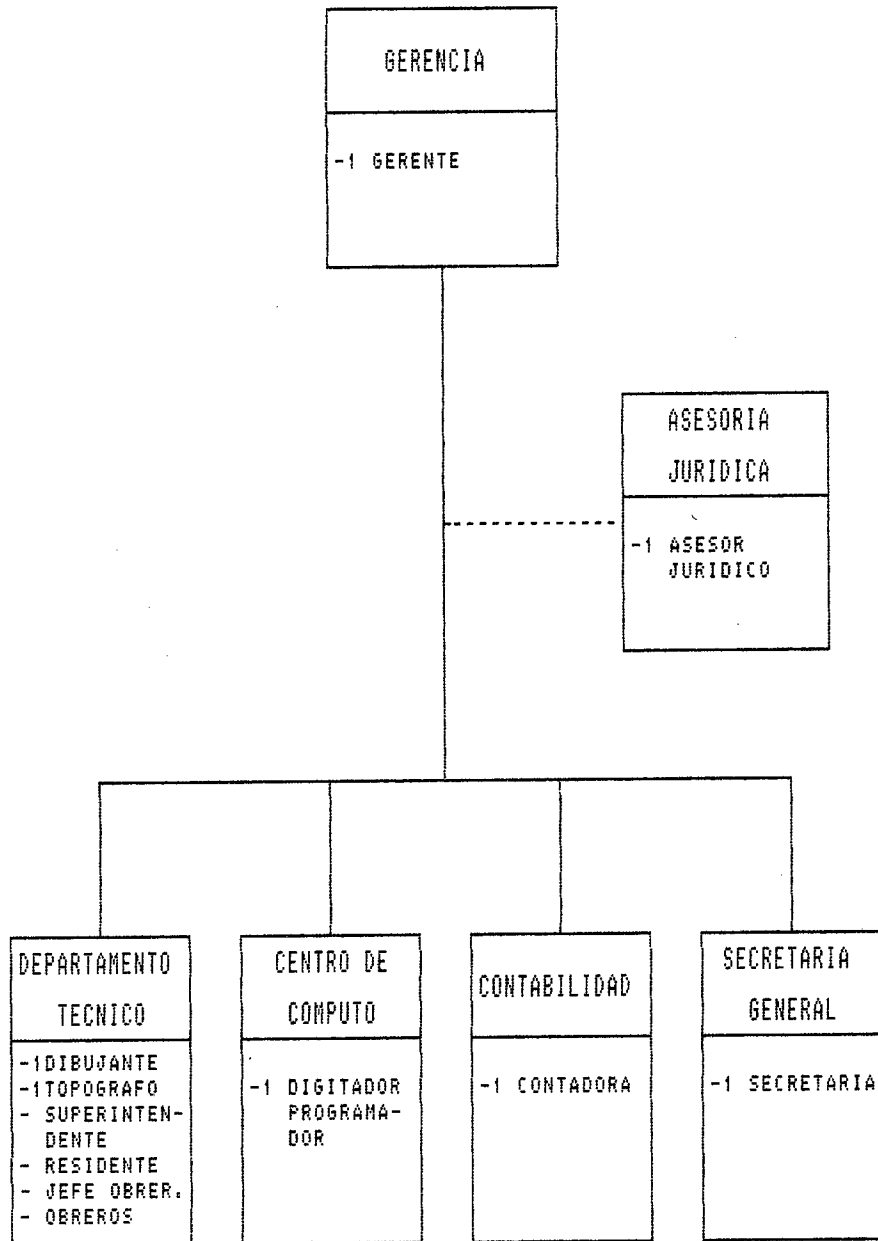 GERENCIA
-1 GERENTE
ASESORIA
JURIDICA
-1 ASESOR
JURIDICO
DEPARTAMENTO
TECNICO
-1DIBUJANTE
-1TOPOGRAFO
- SUPERINTEN-
DENTE
- RESIDENTE
- JEFE OBRER.
- OBREROS
CENTRO DE
COMPUTO
-1 DIGITADOR
PROGRAMA-
DOR
CONTABILIDAD
-1 CONTADORA
SECRETARIA
GENERAL
-1 SECRETARIA